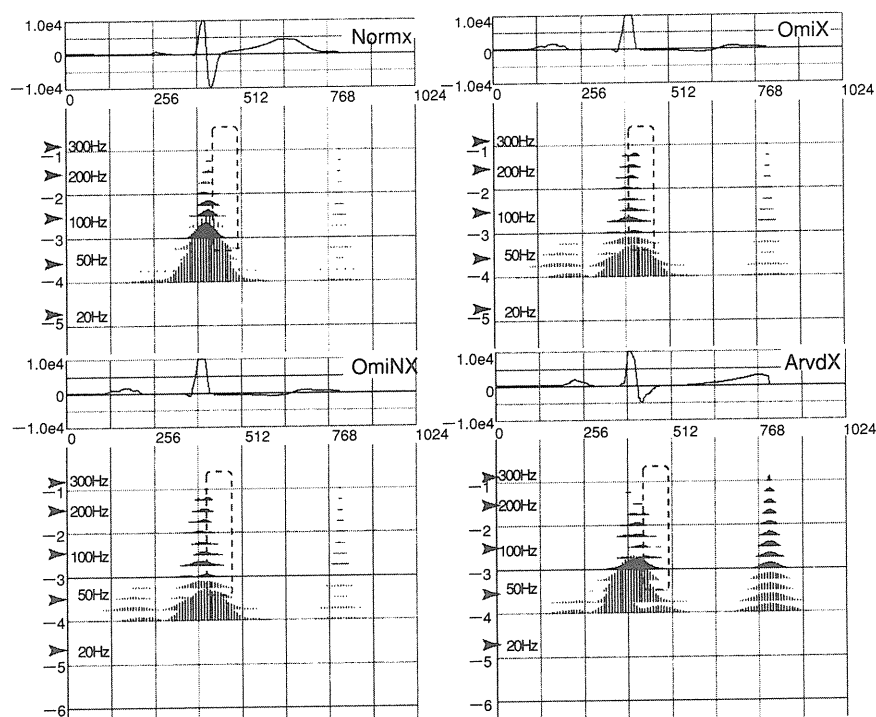 1.0e4
0
−1.0e4
Normx
0 256 512 768 1024
300Hz
−1
200Hz
−2
100Hz
−3
50Hz
−4
20Hz
−5
1.0e4
0
−1.0e4
OmiX
0 256 512 768 1024
300Hz
−1
200Hz
−2
100Hz
−3
50Hz
−4
20Hz
−5
1.0e4
0
−1.0e4
OmiNX
0 256 512 768 1024
300Hz
−1
200Hz
−2
100Hz
−3
50Hz
−4
20Hz
−5
−6
1.0e4
0
−1.0e4
ArvdX
0 256 512 768 1024
300Hz
−1
200Hz
−2
100Hz
−3
50Hz
−4
20Hz
−5
−6